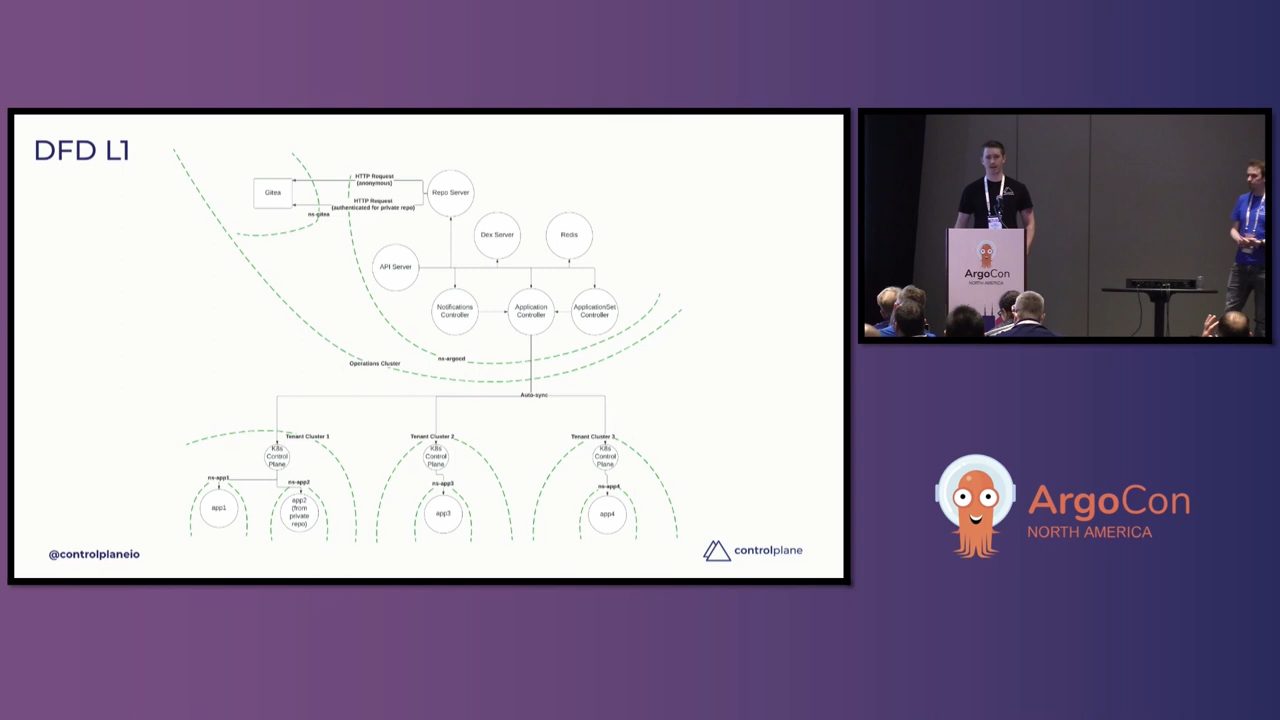 DFD L1
Gitea
HTTP Request
(anonymous)
HTTP Request
(authenticated for private repo)
ns-gitea
Repo Server
Dex Server
Redis
API Server
Notifications
Controller
Application
Controller
ApplicationSet
Controller
ns-argocd
Operations Cluster
Auto-sync
Tenant Cluster 1
K8s
Control
Plane
ns-app1
app1
ns-app2
app2
(from
private
repo)
Tenant Cluster 2
K8s
Control
Plane
ns-app3
app3
Tenant Cluster 3
K8s
Control
Plane
ns-app4
app4
@controlplaneio
controlplane
ArgoCon
NORTH AMERICA
ArgoCon
NORTH AMERICA